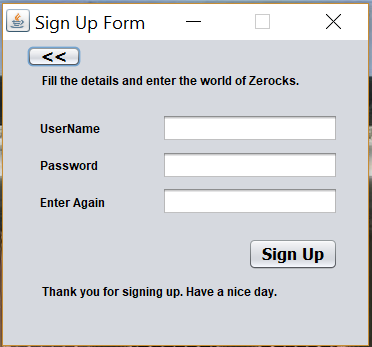 Sign Up Form
<<
Fill the details and enter the world of Zerocks.
UserName
Password
Enter Again
Sign Up
Thank you for signing up. Have a nice day.